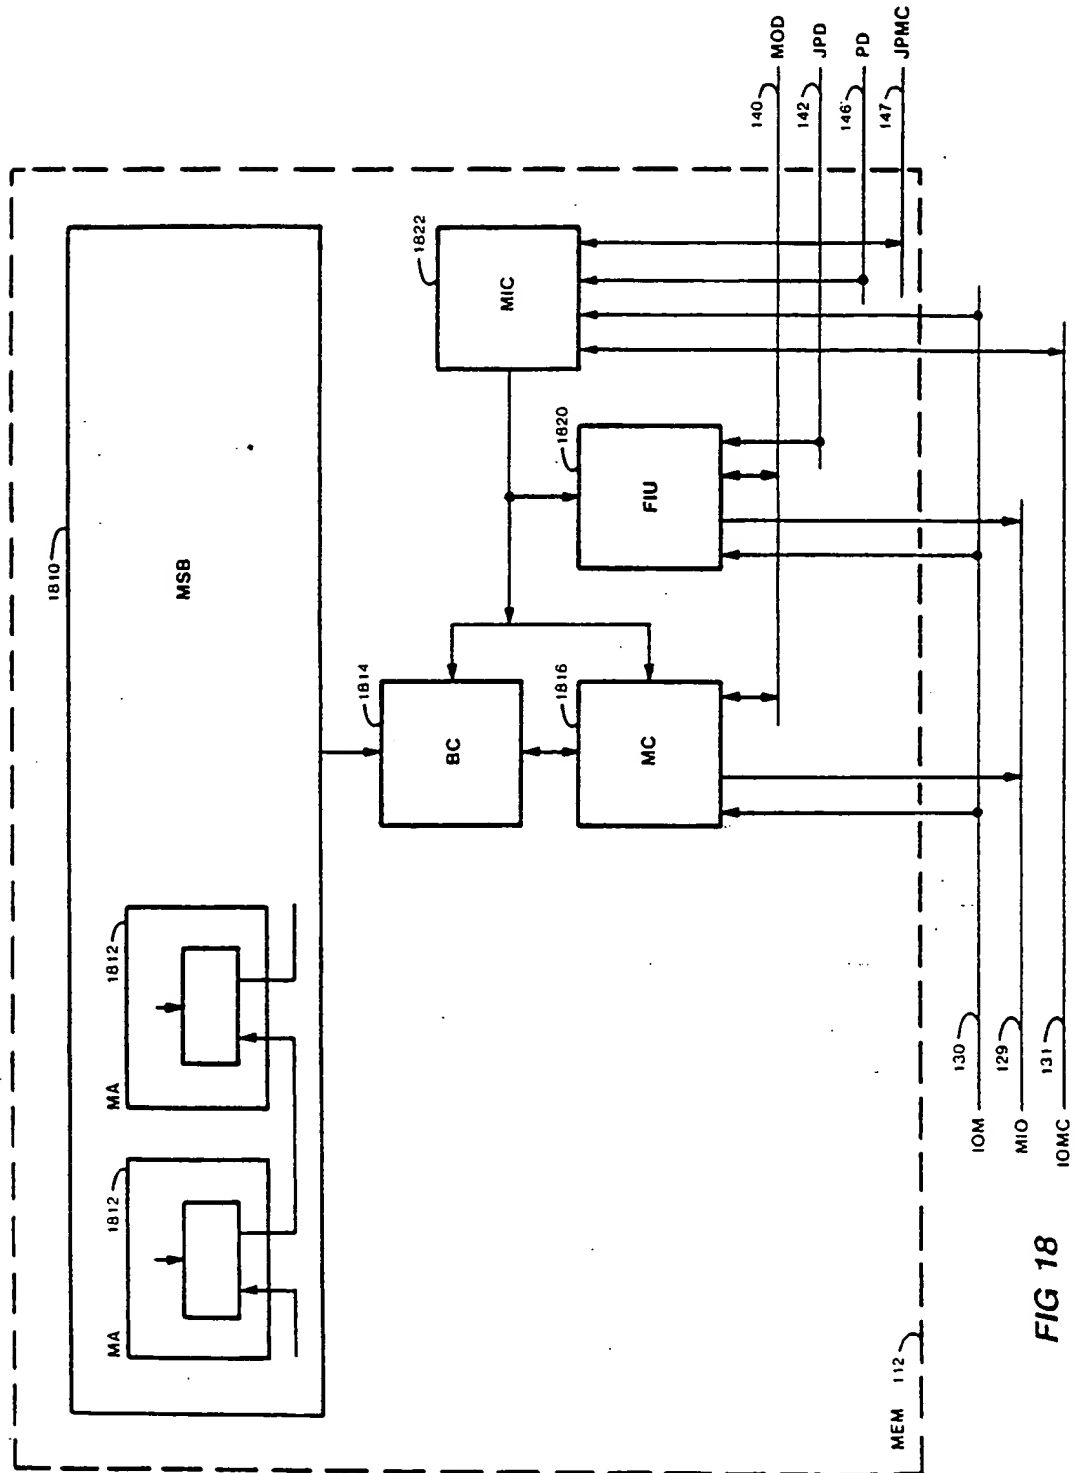 1810
MSB
MA
1812
MA
1812
1814
BC
1816
MC
1820
FIU
1822
MIC
140
MOD
142
JPD
146
PD
147
JPMC
IOM
130
MIO
129
IOMC
131
MEM 112
FIG 18